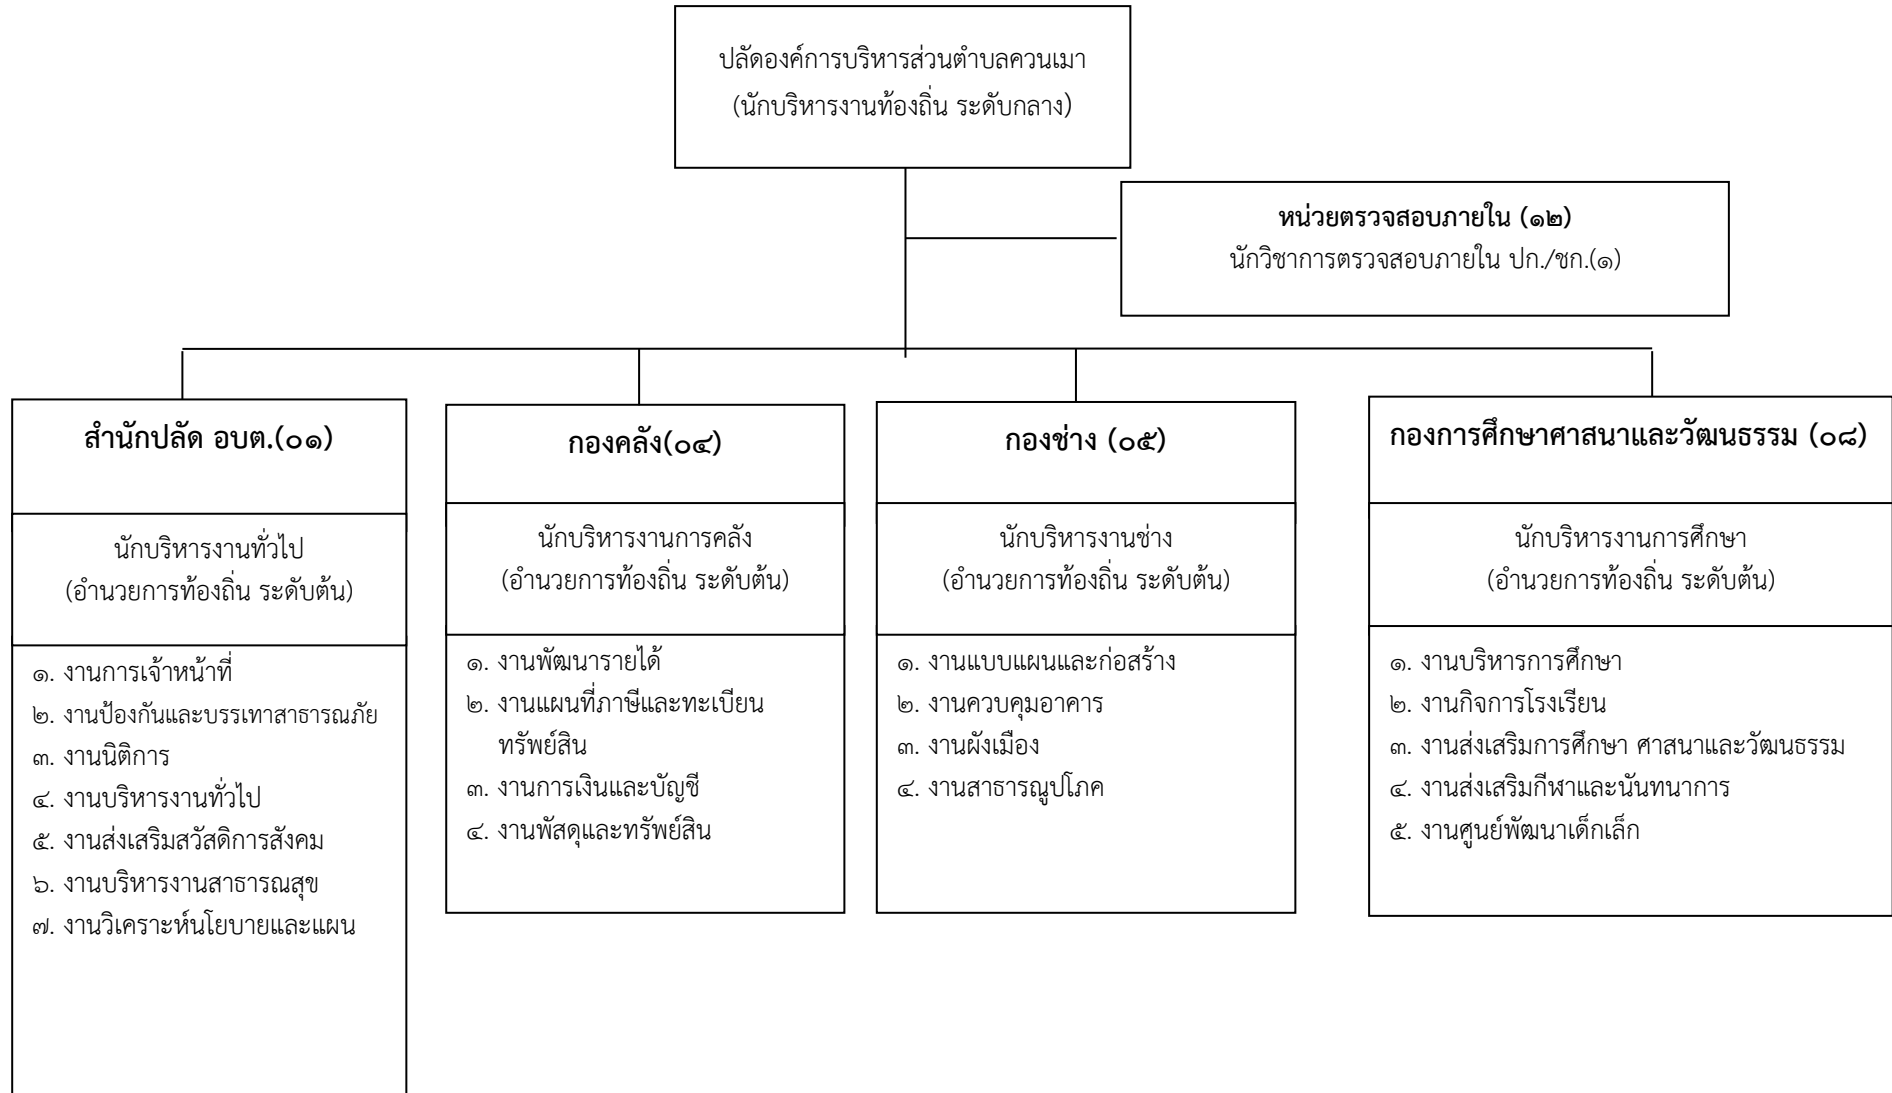 ปลัดองค์การบริหารส่วนตำบลควนเมา
(นักบริหารงานท้องถิ่น ระดับกลาง)
หน่วยตรวจสอบภายใน (๑๒)
นักวิชาการตรวจสอบภายใน ปก./ชก.(๑)
สำนักปลัด อบต.(๐๑)
นักบริหารงานทั่วไป
(อำนวยการท้องถิ่น ระดับต้น)
๑. งานการเจ้าหน้าที่
๒. งานป้องกันและบรรเทาสาธารณภัย
๓. งานนิติการ
๔. งานบริหารงานทั่วไป
๕. งานส่งเสริมสวัสดิการสังคม
๖. งานบริหารงานสาธารณสุข
๗. งานวิเคราะห์นโยบายและแผน
กองคลัง(๐๔)
นักบริหารงานการคลัง
(อำนวยการท้องถิ่น ระดับต้น)
๑. งานพัฒนารายได้
๒. งานแผนที่ภาษีและทะเบียน
ทรัพย์สิน
๓. งานการเงินและบัญชี
๔. งานพัสดุและทรัพย์สิน
กองช่าง (๐๕)
นักบริหารงานช่าง
(อำนวยการท้องถิ่น ระดับต้น)
๑. งานแบบแผนและก่อสร้าง
๒. งานควบคุมอาคาร
๓. งานผังเมือง
๔. งานสาธารณูปโภค
กองการศึกษาศาสนาและวัฒนธรรม (๐๘)
นักบริหารงานการศึกษา
(อำนวยการท้องถิ่น ระดับต้น)
๑. งานบริหารการศึกษา
๒. งานกิจการโรงเรียน
๓. งานส่งเสริมการศึกษา ศาสนาและวัฒนธรรม
๔. งานส่งเสริมกีฬาและนันทนาการ
๕. งานศูนย์พัฒนาเด็กเล็ก